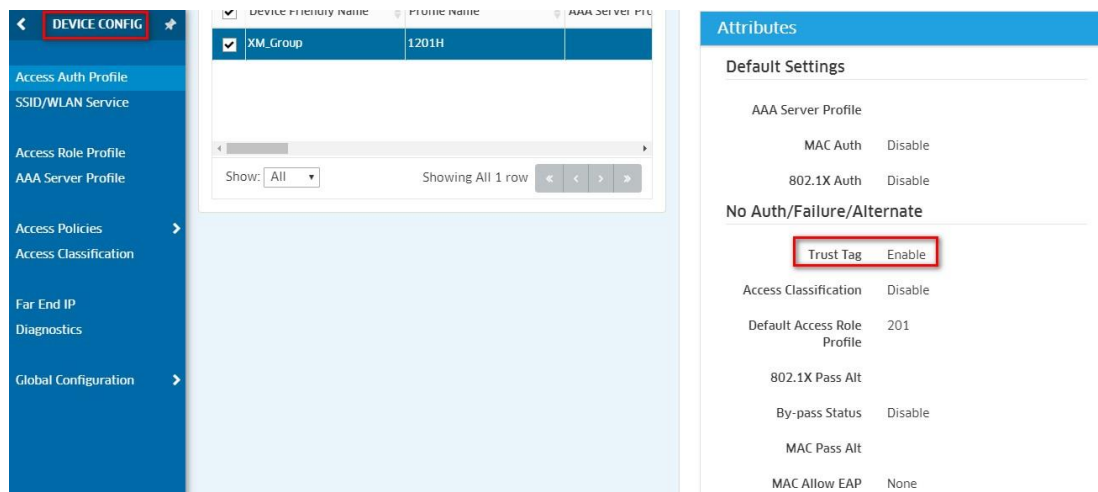 DEVICE CONFIG
Access Auth Profile
SSID/WLAN Service
Access Role Profile
AAA Server Profile
Access Policies
Access Classification
Far End IP
Diagnostics
Global Configuration
Device Friendly Name Profile Name AAA Server Pro
XM_Group 1201H
Show: All Showing All 1 row « < > »
Attributes
Default Settings
AAA Server Profile
MAC Auth Disable
802.1X Auth Disable
No Auth/Failure/Alternate
Trust Tag Enable
Access Classification Disable
Default Access Role 201
Profile
802.1X Pass Alt
By-pass Status Disable
MAC Pass Alt
MAC Allow EAP None